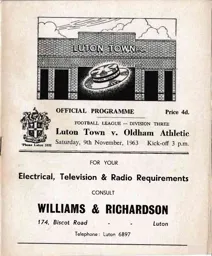 LUTON TOWN
OFFICIAL PROGRAMME Price 4d.
FOOTBALL LEAGUE — DIVISION THREE
Luton Town v. Oldham Athletic
Saturday, 9th November, 1963 Kick-off 3 p.m.
FOR YOUR
Electrical, Television & Radio Requirements
CONSULT
WILLIAMS & RICHARDSON
174, Biscot Road - - Luton
Telephone: Luton 6897